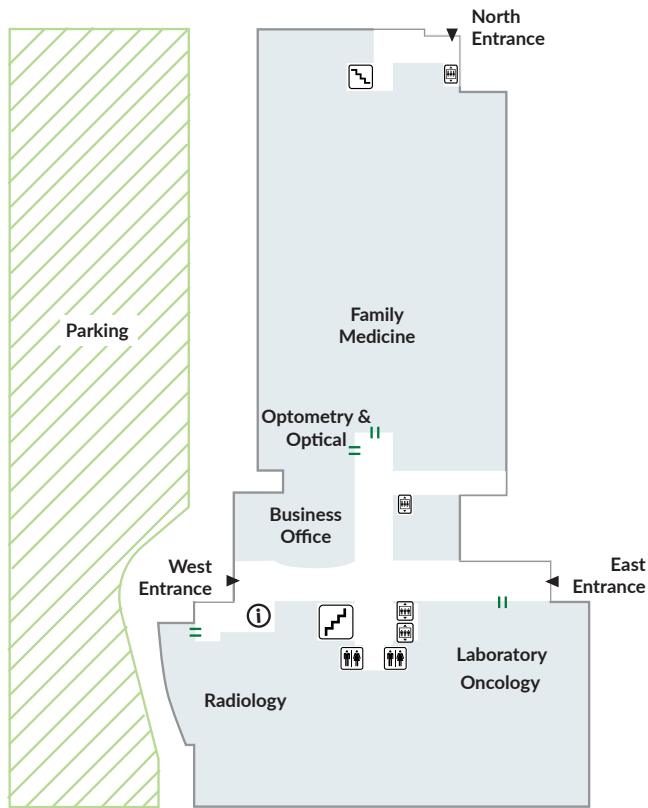 North
Entrance
Family
Medicine
Parking
Optometry &
Optical
Business
Office
West
Entrance
East
Entrance
Laboratory
Oncology
Radiology